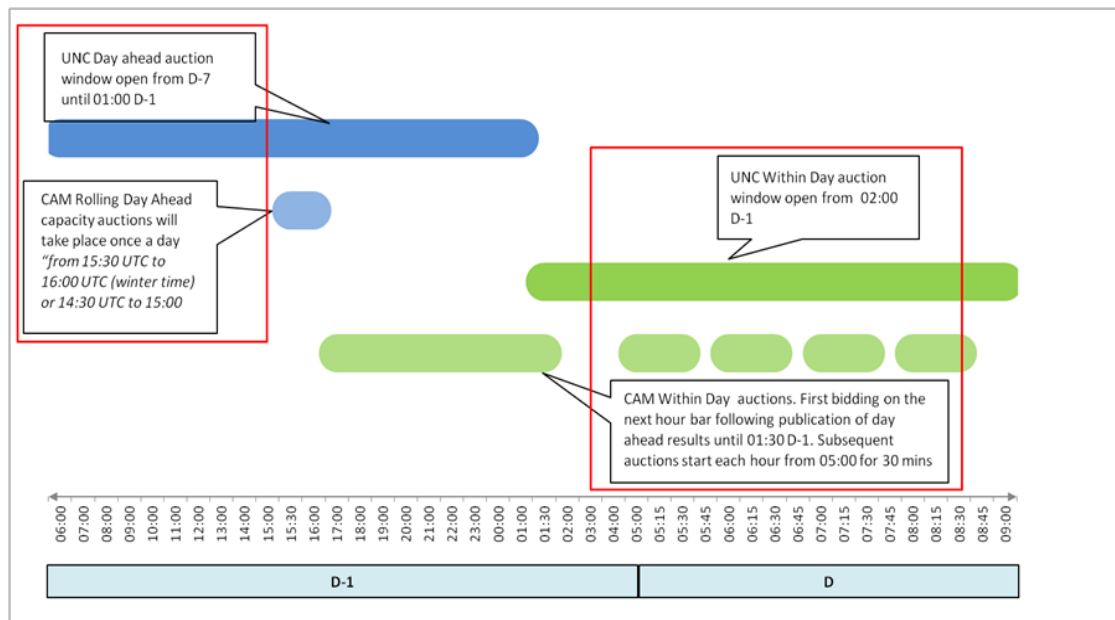 UNC Day ahead auction
window open from D-7
until 01:00 D-1
CAM Rolling Day Ahead
capacity auctions will
take place once a day
“from 15:30 UTC to
16:00 UTC (winter time)
or 14:30 UTC to 15:00
UNC Within Day auction
window open from  02:00
D-1
CAM Within Day  auctions. First bidding on the
next hour bar following publication of day
ahead results until 01:30 D-1. Subsequent
auctions start each hour from 05:00 for 30 mins
06:00
07:00
08:00
09:00
10:00
11:00
12:00
13:00
14:00
15:00
15:30
16:00
17:00
18:00
19:00
20:00
21:00
22:00
23:00
00:00
01:00
01:30
02:00
03:00
04:00
05:00
05:15
05:30
05:45
06:00
06:15
06:30
06:45
07:00
07:15
07:30
07:45
08:00
08:15
08:30
08:45
09:00
D-1
D